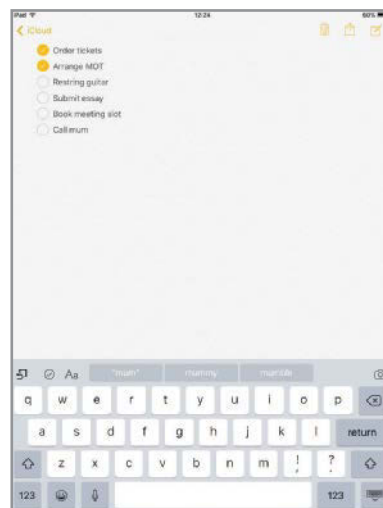 iPad 12:24 60%
iCloud
Order tickets
Arrange MOT
Restring guitar
Submit essay
Book meeting slot
Call mum
Aa "mum" mummy mumble
q w e r t y u i o p
a s d f g h j k l return
z x c v b n m ! , ? .
123 123